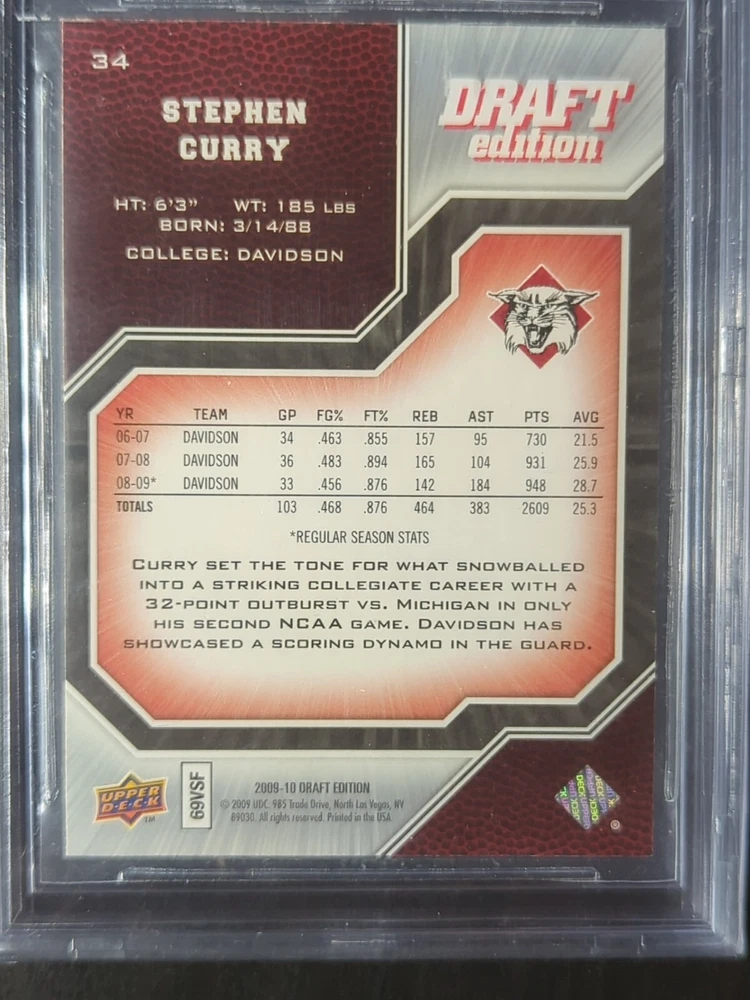 34
STEPHEN
CURRY
DRAFT
edition
HT: 6'3" WT: 185 LBS
BORN: 3/14/88
COLLEGE: DAVIDSON
YR TEAM GP FG% FT% REB AST PTS AVG
06-07 DAVIDSON 34 .463 .855 157 95 730 21.5
07-08 DAVIDSON 36 .483 .894 165 104 931 25.9
08-09* DAVIDSON 33 .456 .876 142 184 948 28.7
TOTALS 103 .468 .876 464 383 2609 25.3
*REGULAR SEASON STATS
CURRY SET THE TONE FOR WHAT SNOWBALLED
INTO A STRIKING COLLEGIATE CAREER WITH A
32-POINT OUTBURST VS. MICHIGAN IN ONLY
HIS SECOND NCAA GAME. DAVIDSON HAS
SHOWCASED A SCORING DYNAMO IN THE GUARD.
UPPER
DECK
TM
69VSF
2009-10 DRAFT EDITION
© 2009 UDC. 985 Trade Drive, North Las Vegas, NV
89030. All rights reserved. Printed in the USA.
®